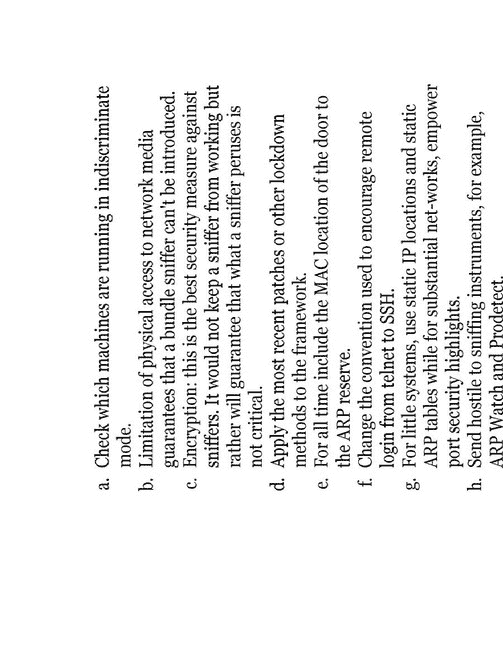 a. Check which machines are running in indiscriminate
mode.
b. Limitation of physical access to network media
guarantees that a bundle sniffer can't be introduced.
c. Encryption: this is the best security measure against
sniffers. It would not keep a sniffer from working but
rather will guarantee that what a sniffer peruses is
not critical.
d. Apply the most recent patches or other lockdown
methods to the framework.
e. For all time include the MAC location of the door to
the ARP reserve.
f. Change the convention used to encourage remote
login from telnet to SSH.
g. For little systems, use static IP locations and static
ARP tables while for substantial net-works, empower
port security highlights.
h. Send hostile to sniffing instruments, for example,
ARP Watch and Prodetect.